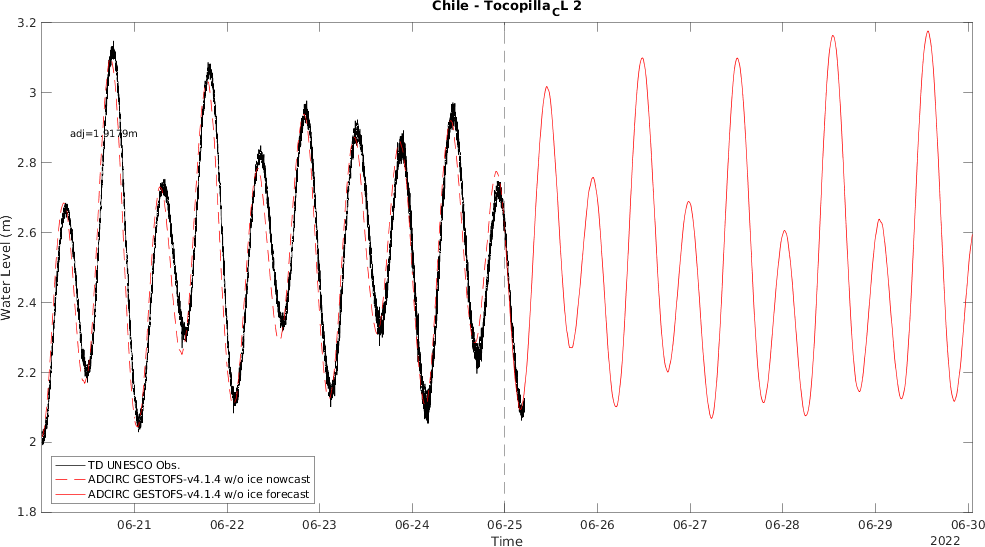 Chile - Tocopilla_CL 2
3.2
3
2.8
2.6
2.4
2.2
2
1.8
Water Level (m)
adj=1.9179m
TD UNESCO Obs.
ADCIRC GESTOFS-v4.1.4 w/o ice nowcast
ADCIRC GESTOFS-v4.1.4 w/o ice forecast
06-21 06-22 06-23 06-24 06-25 06-26 06-27 06-28 06-29 06-30
Time
2022